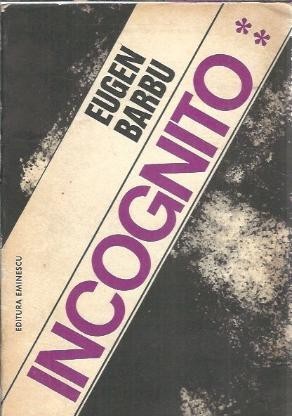 EUGEN
BARBU
INCOGNITO **
EDITURA EMINESCU